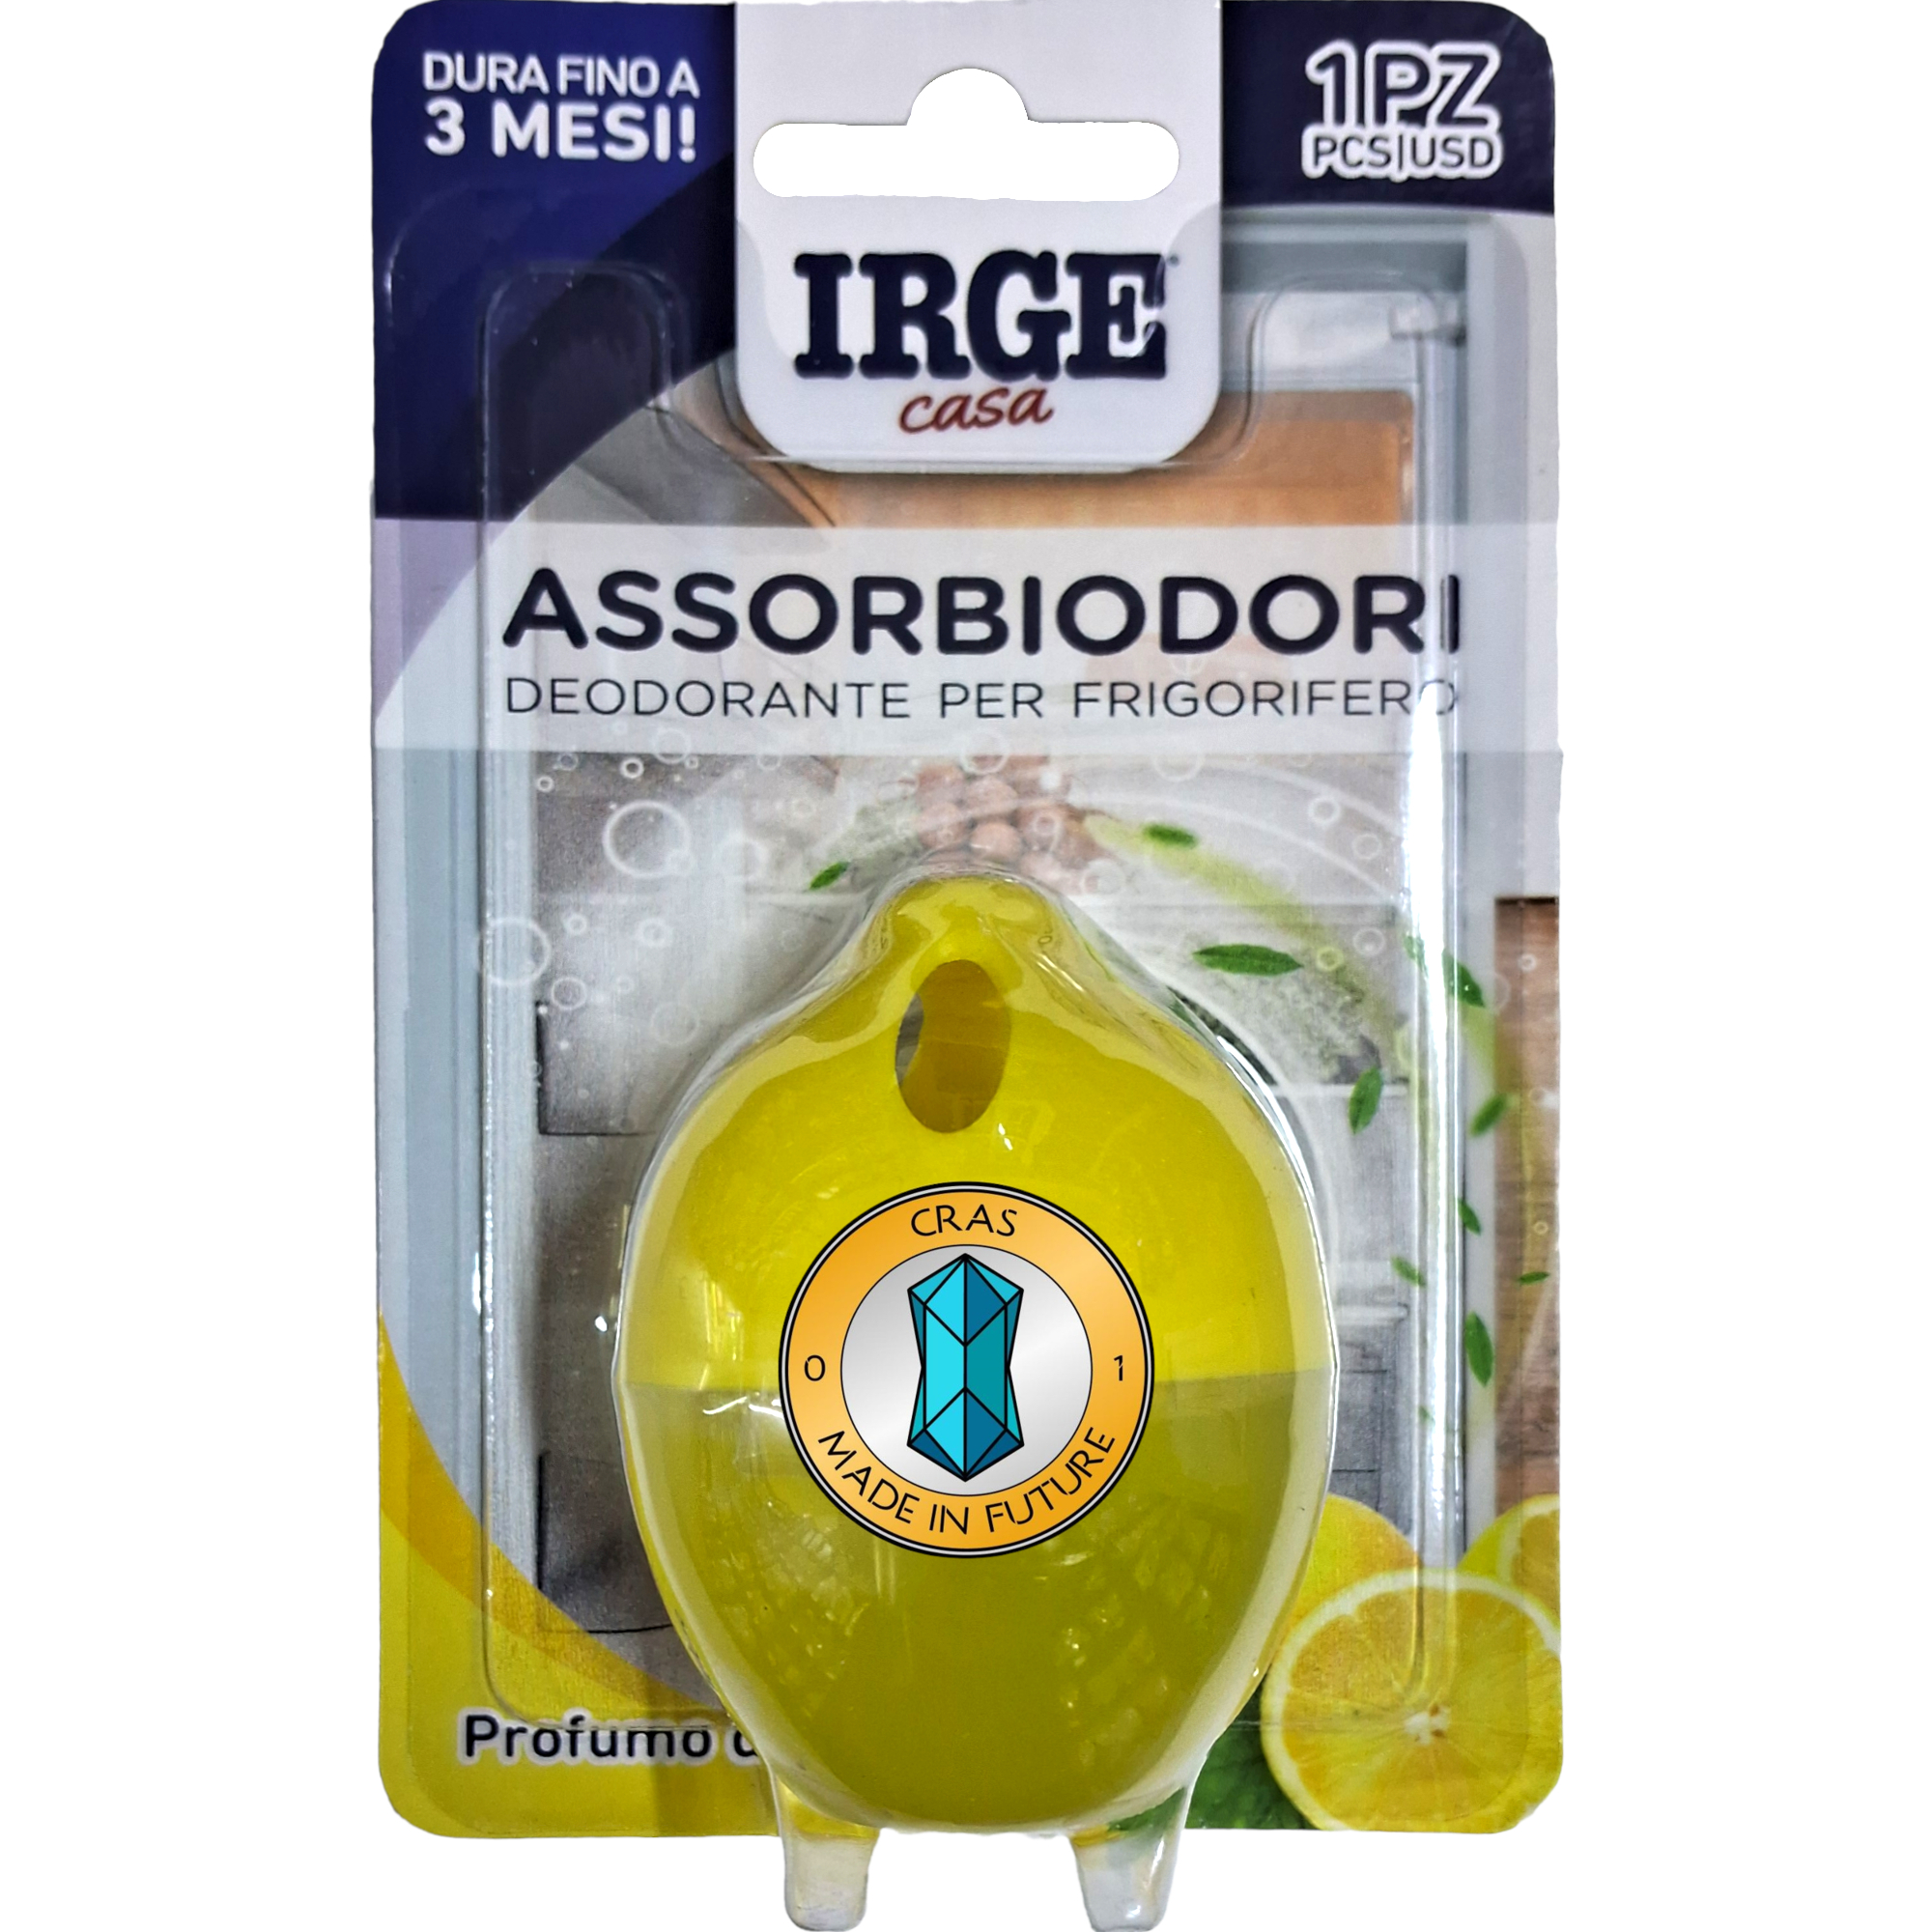 DURA FINO A
3 MESI!
1PZ
PCS|USD
IRGE
casa
ASSORBIODORI
DEODORANTE PER FRIGORIFERO
CRAS
0 1
MADE IN FUTURE
Profumo